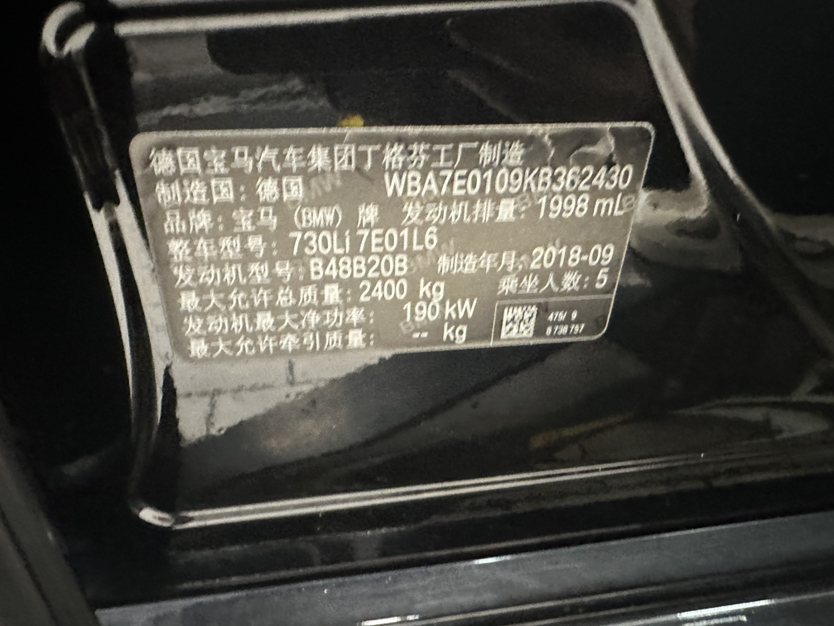 德国宝马汽车集团丁格芬工厂制造
制造国: 德国 WBA7E0109KB362430
品牌: 宝马 (BMW) 牌 发动机排量: 1998 mL
整车型号: 730Li 7E01L6
发动机型号: B48B20B 制造年月: 2018-09
最大允许总质量: 2400 kg 乘坐人数: 5
发动机最大净功率: 190 kW
最大允许牵引质量: -- kg